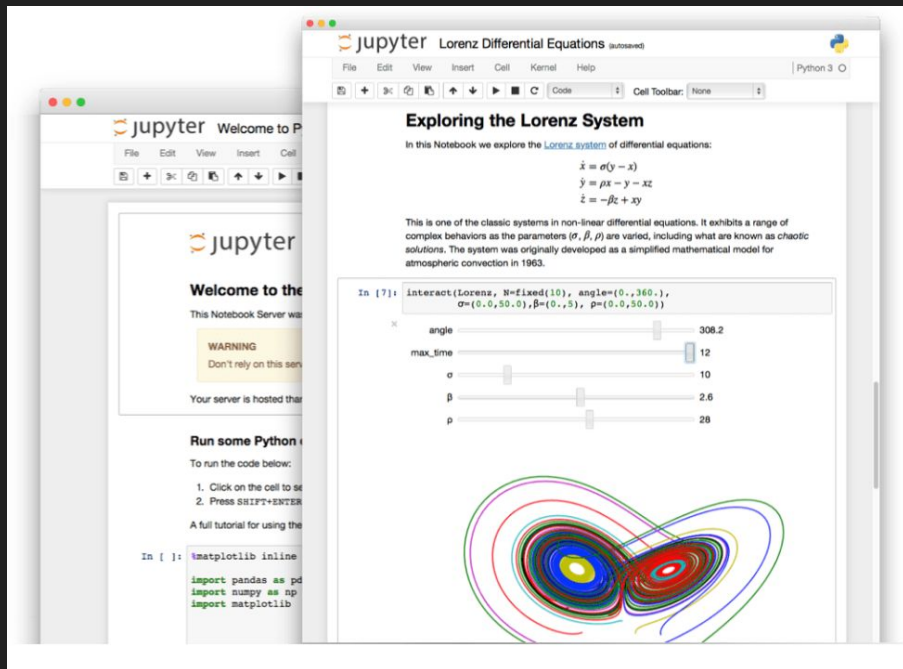 jupyter Lorenz Differential Equations (autosaved)
File Edit View Insert Cell Kernel Help Python 3
Code Cell Toolbar: None
Exploring the Lorenz System
In this Notebook we explore the Lorenz system of differential equations:
ẋ = σ(y − x)
ẏ = ρx − y − xz
ż = −βz + xy
This is one of the classic systems in non-linear differential equations. It exhibits a range of
complex behaviors as the parameters (σ, β, ρ) are varied, including what are known as chaotic
solutions. The system was originally developed as a simplified mathematical model for
atmospheric convection in 1963.
In [7]: interact(Lorenz, N=fixed(10), angle=(0.,360.),
σ=(0.0,50.0),β=(0.,5), ρ=(0.0,50.0))
angle 308.2
max_time 12
σ 10
β 2.6
ρ 28
jupyter Welcome to P
File Edit View Insert Cell
jupyter
Welcome to the
This Notebook Server was
WARNING
Don't rely on this serv
Your server is hosted than
Run some Python
To run the code below:
1. Click on the cell to se
2. Press SHIFT+ENTER
A full tutorial for using the
In [ ]: %matplotlib inline
import pandas as pd
import numpy as np
import matplotlib